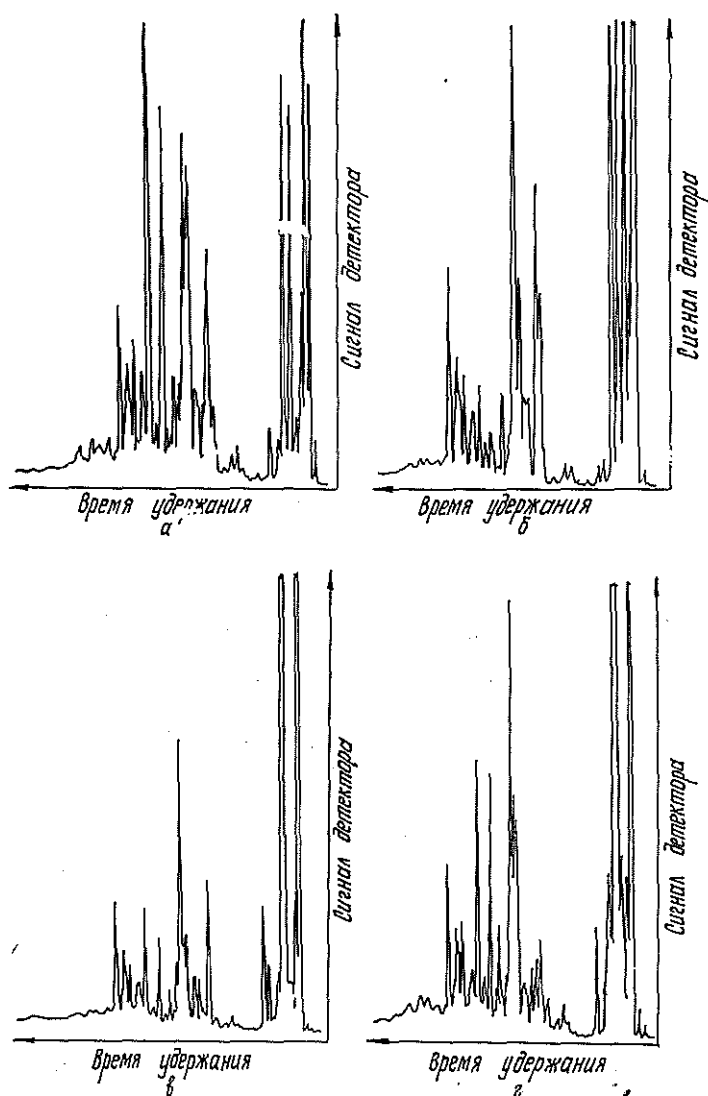 Сигнал детектора
Время удержания
а
Сигнал детектора
Время удержания
б
Сигнал детектора
Время удержания
в
Сигнал детектора
Время удержания
г